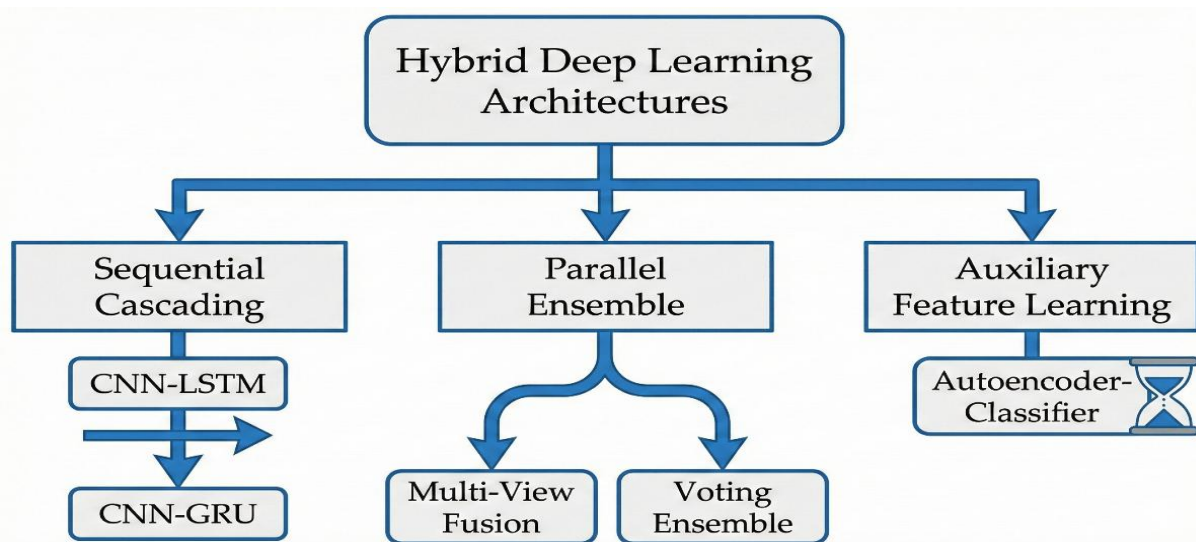 Hybrid Deep Learning
Architectures
Sequential
Cascading
Parallel
Ensemble
Auxiliary
Feature Learning
CNN-LSTM
CNN-GRU
Multi-View
Fusion
Voting
Ensemble
Autoencoder-
Classifier